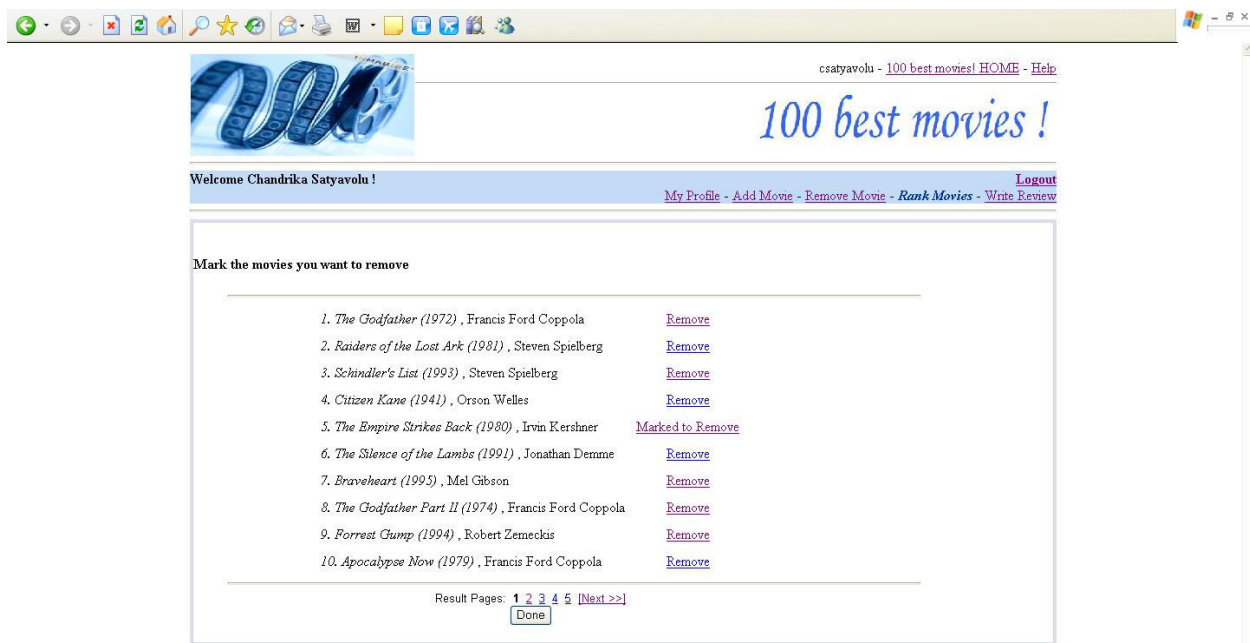 csatyavolu - 100 best movies! HOME - Help
100 best movies !
Welcome Chandrika Satyavolu ! Logout
My Profile - Add Movie - Remove Movie - Rank Movies - Write Review
Mark the movies you want to remove
1. The Godfather (1972) , Francis Ford Coppola Remove
2. Raiders of the Lost Ark (1981) , Steven Spielberg Remove
3. Schindler's List (1993) , Steven Spielberg Remove
4. Citizen Kane (1941) , Orson Welles Remove
5. The Empire Strikes Back (1980) , Irvin Kershner Marked to Remove
6. The Silence of the Lambs (1991) , Jonathan Demme Remove
7. Braveheart (1995) , Mel Gibson Remove
8. The Godfather Part II (1974) , Francis Ford Coppola Remove
9. Forrest Gump (1994) , Robert Zemeckis Remove
10. Apocalypse Now (1979) , Francis Ford Coppola Remove
Result Pages: 1 2 3 4 5 [Next >>]
Done